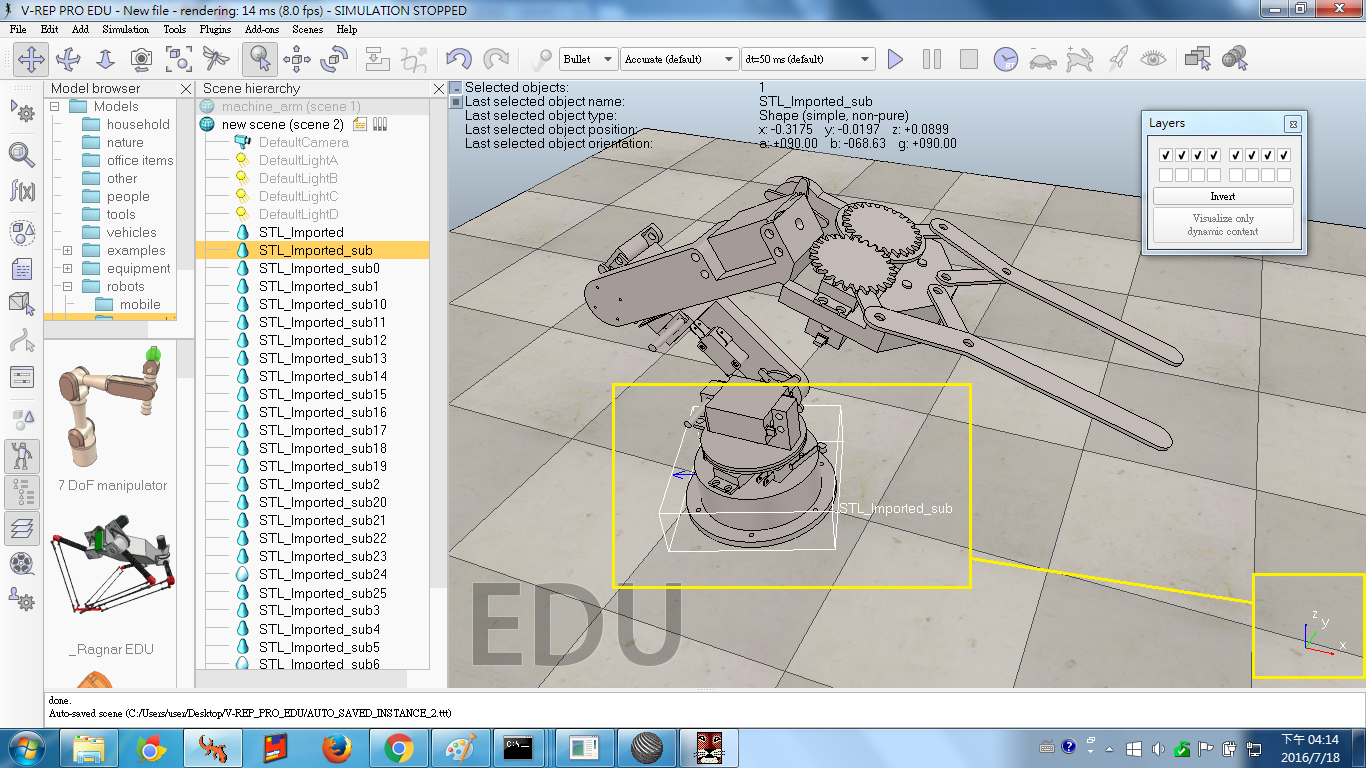 V-REP PRO EDU - New file - rendering: 14 ms (8.0 fps) - SIMULATION STOPPED
File Edit Add Simulation Tools Plugins Add-ons Scenes Help
Bullet Accurate (default) dt=50 ms (default)
Model browser
Models
household
nature
office items
other
people
tools
vehicles
examples
equipment
robots
mobile
7 DoF manipulator
_Ragnar EDU
Scene hierarchy
machine_arm (scene 1)
new scene (scene 2)
DefaultCamera
DefaultLightA
DefaultLightB
DefaultLightC
DefaultLightD
STL_Imported
STL_Imported_sub
STL_Imported_sub0
STL_Imported_sub1
STL_Imported_sub10
STL_Imported_sub11
STL_Imported_sub12
STL_Imported_sub13
STL_Imported_sub14
STL_Imported_sub15
STL_Imported_sub16
STL_Imported_sub17
STL_Imported_sub18
STL_Imported_sub19
STL_Imported_sub2
STL_Imported_sub20
STL_Imported_sub21
STL_Imported_sub22
STL_Imported_sub23
STL_Imported_sub24
STL_Imported_sub25
STL_Imported_sub3
STL_Imported_sub4
STL_Imported_sub5
STL_Imported_sub6
Selected objects: 1
Last selected object name: STL_Imported_sub
Last selected object type: Shape (simple, non-pure)
Last selected object position: x: -0.3175 y: -0.0197 z: +0.0899
Last selected object orientation: a: +090.00 b: -068.63 g: +090.00
Layers
Invert
Visualize only
dynamic content
STL_Imported_sub
EDU
z
y
x
done.
Auto-saved scene (C:/Users/user/Desktop/V-REP_PRO_EDU/AUTO_SAVED_INSTANCE_2.ttt)
下午 04:14
2016/7/18